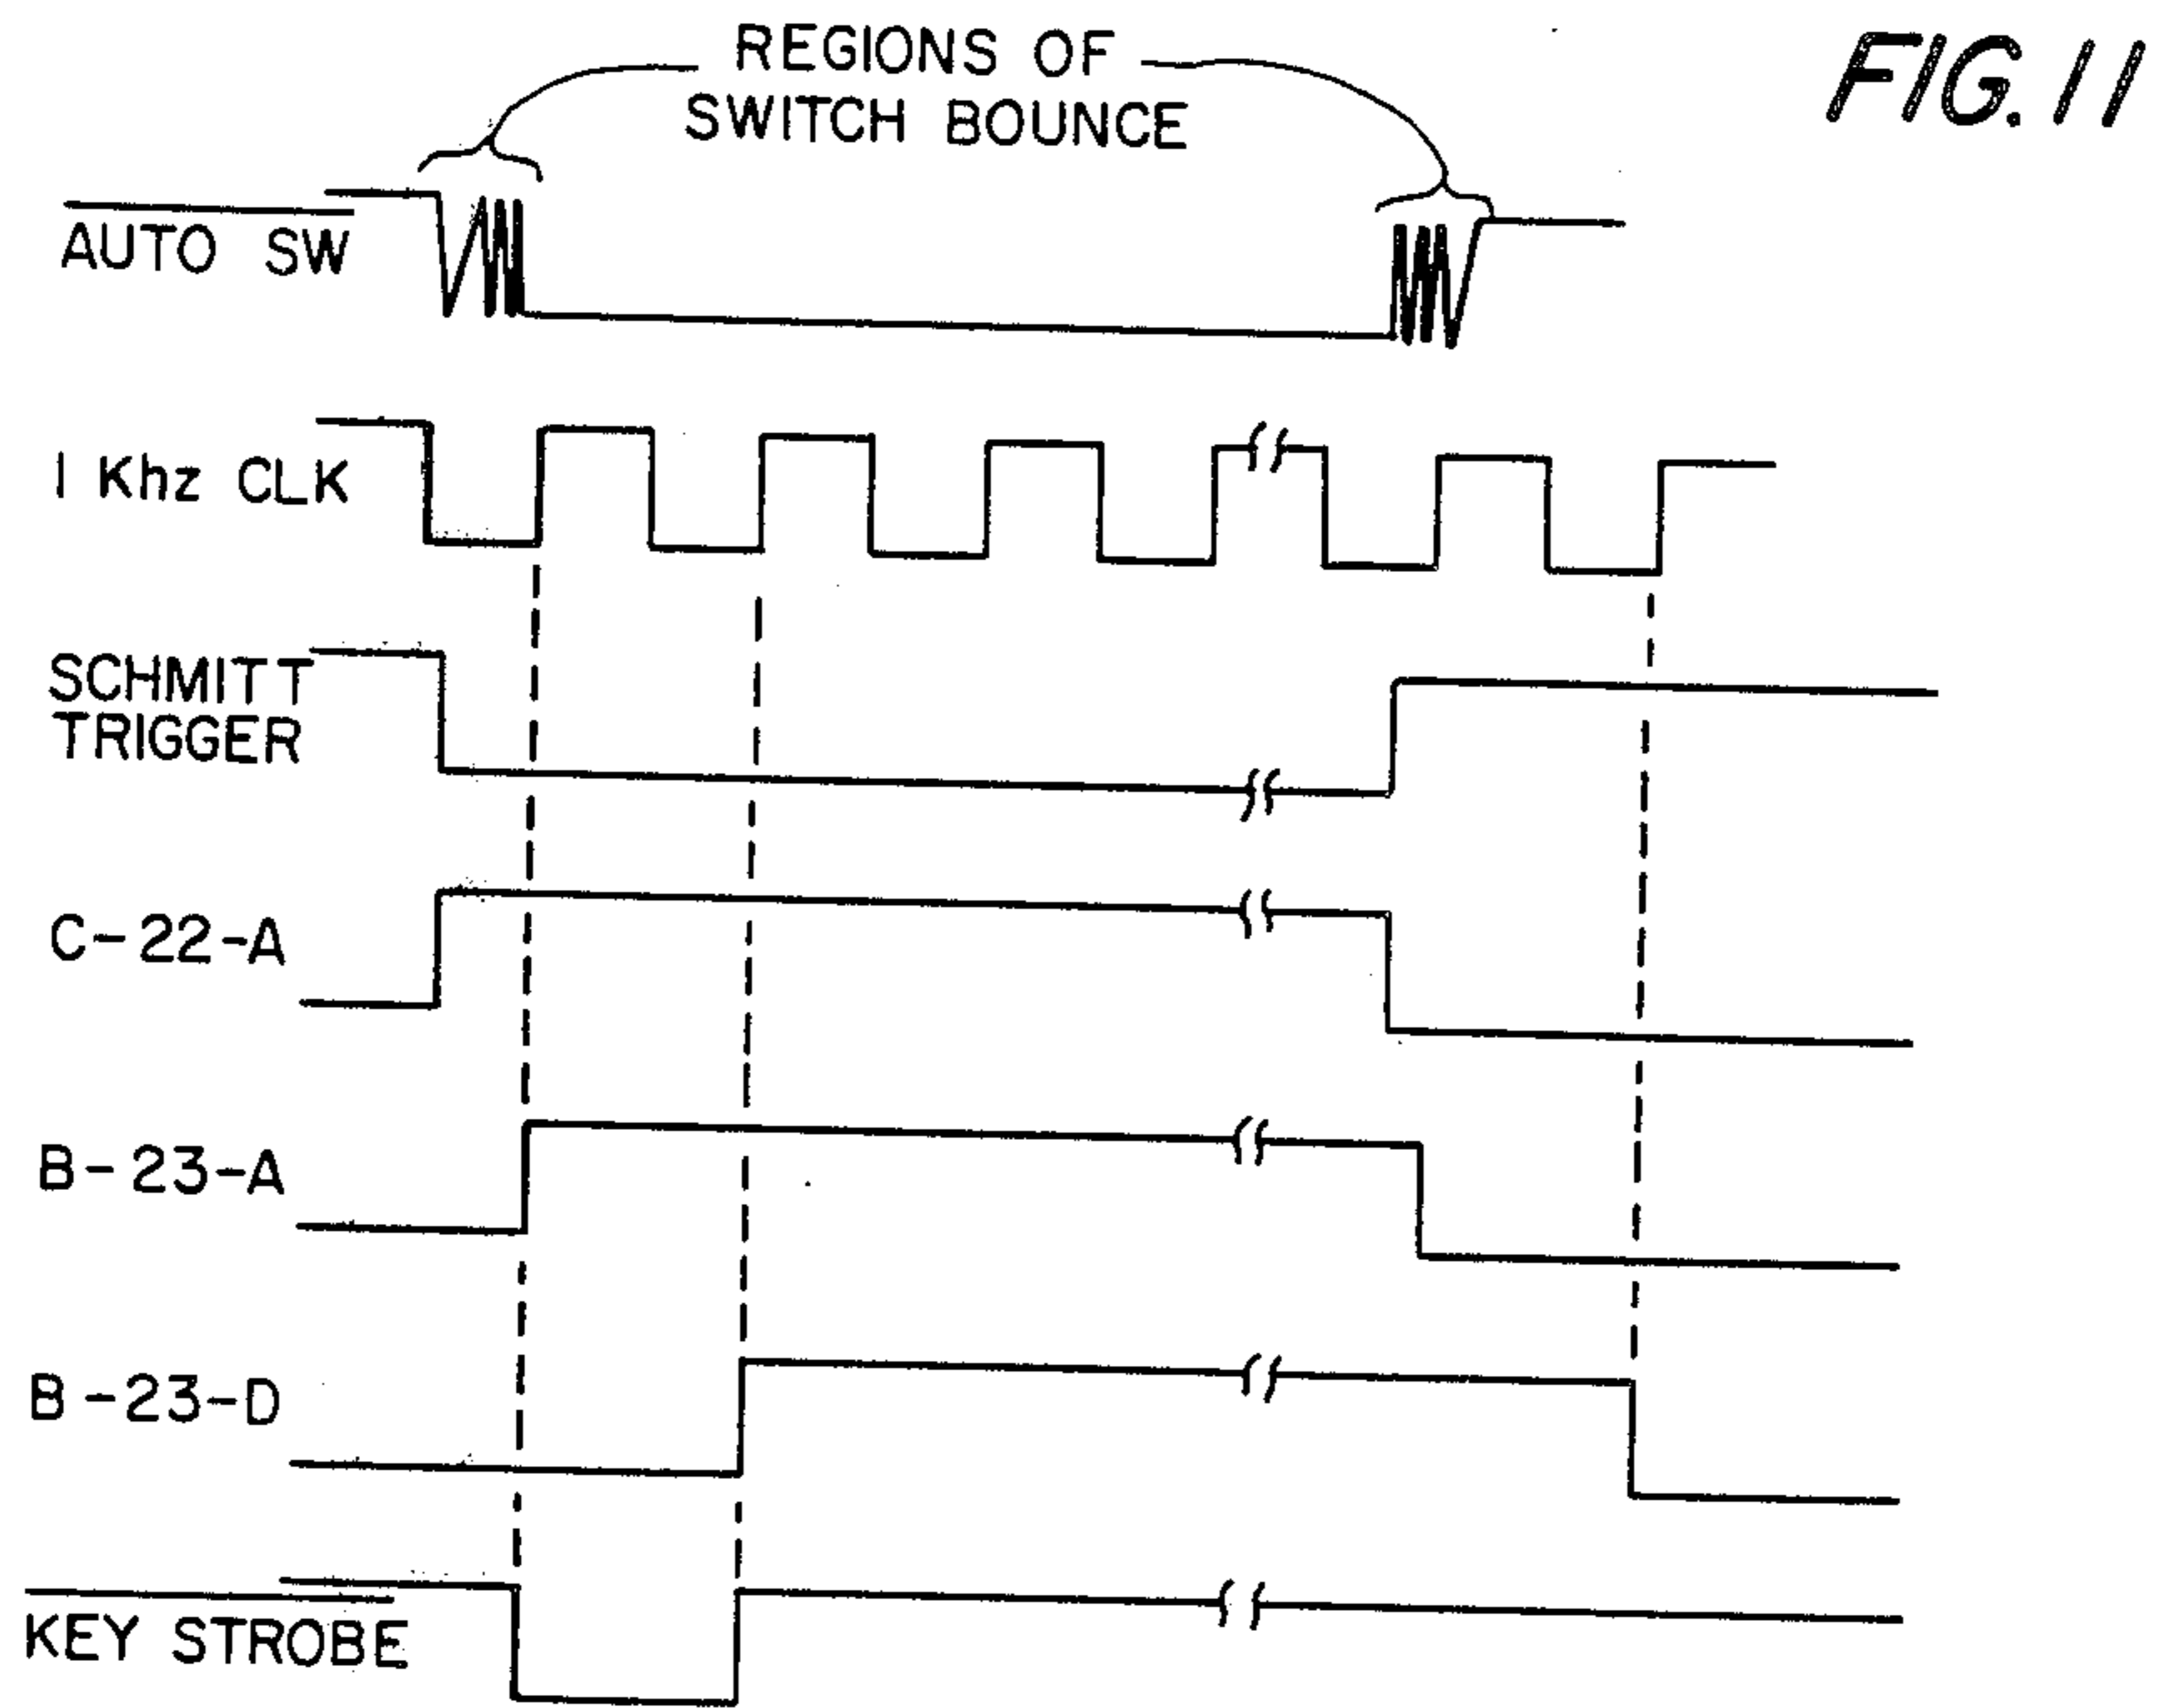 REGIONS OF
SWITCH BOUNCE
FIG. 11
AUTO SW
1 Khz CLK
SCHMITT
TRIGGER
C-22-A
B-23-A
B-23-D
KEY STROBE